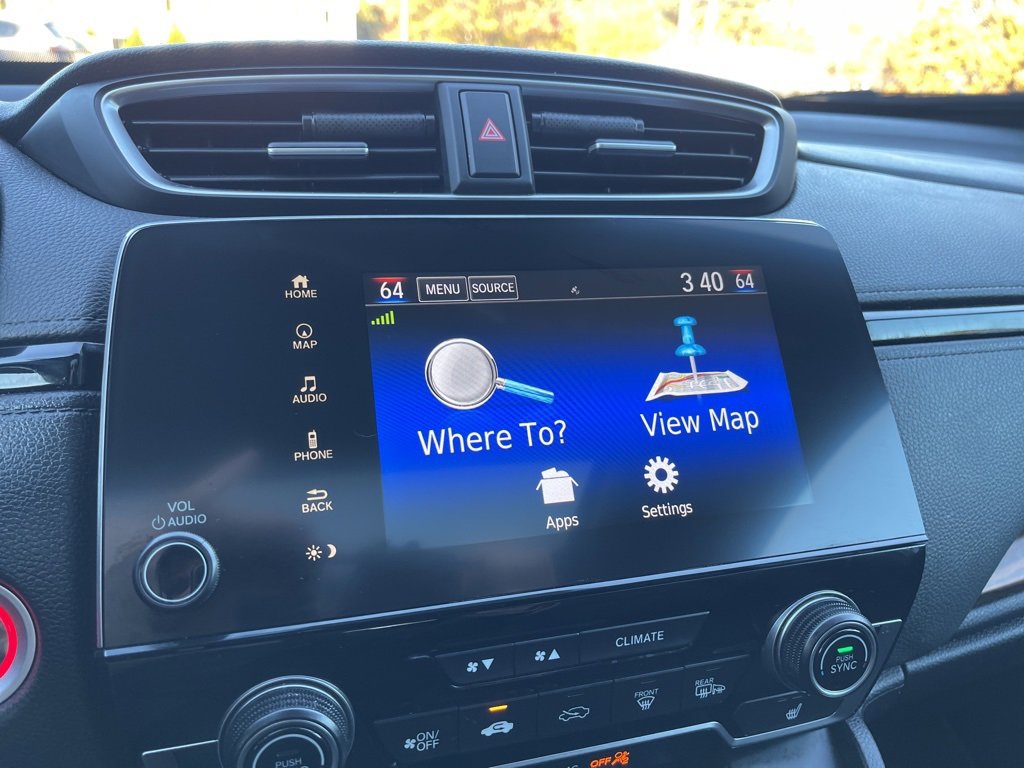 HOME
64 MENU SOURCE 3 40 64
MAP
AUDIO
PHONE
BACK
Where To?
View Map
Apps
Settings
VOL
AUDIO
CLIMATE
PUSH
SYNC
ON/
OFF
FRONT
REAR
PUSH
OFF